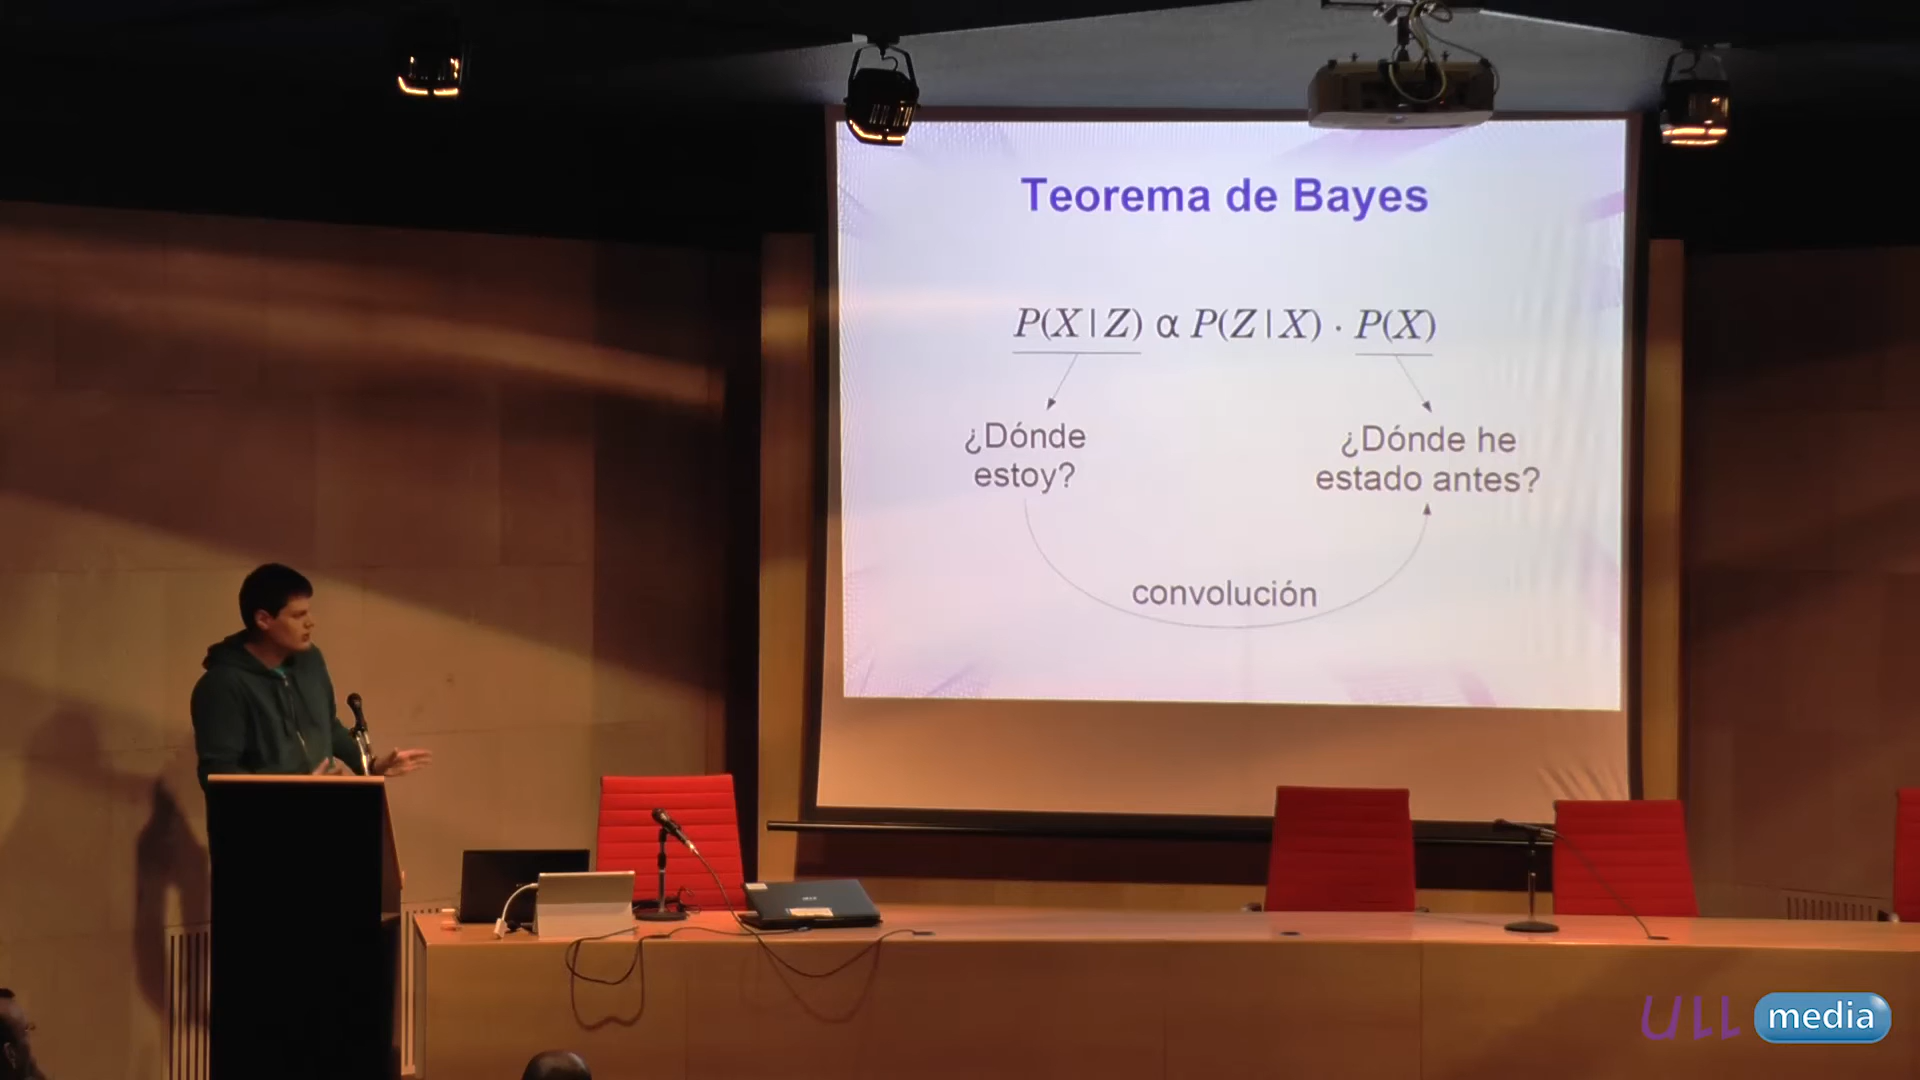 Teorema de Bayes
P(X|Z) α P(Z|X) · P(X)
¿Dónde
estoy?
¿Dónde he
estado antes?
convolución
ULL media